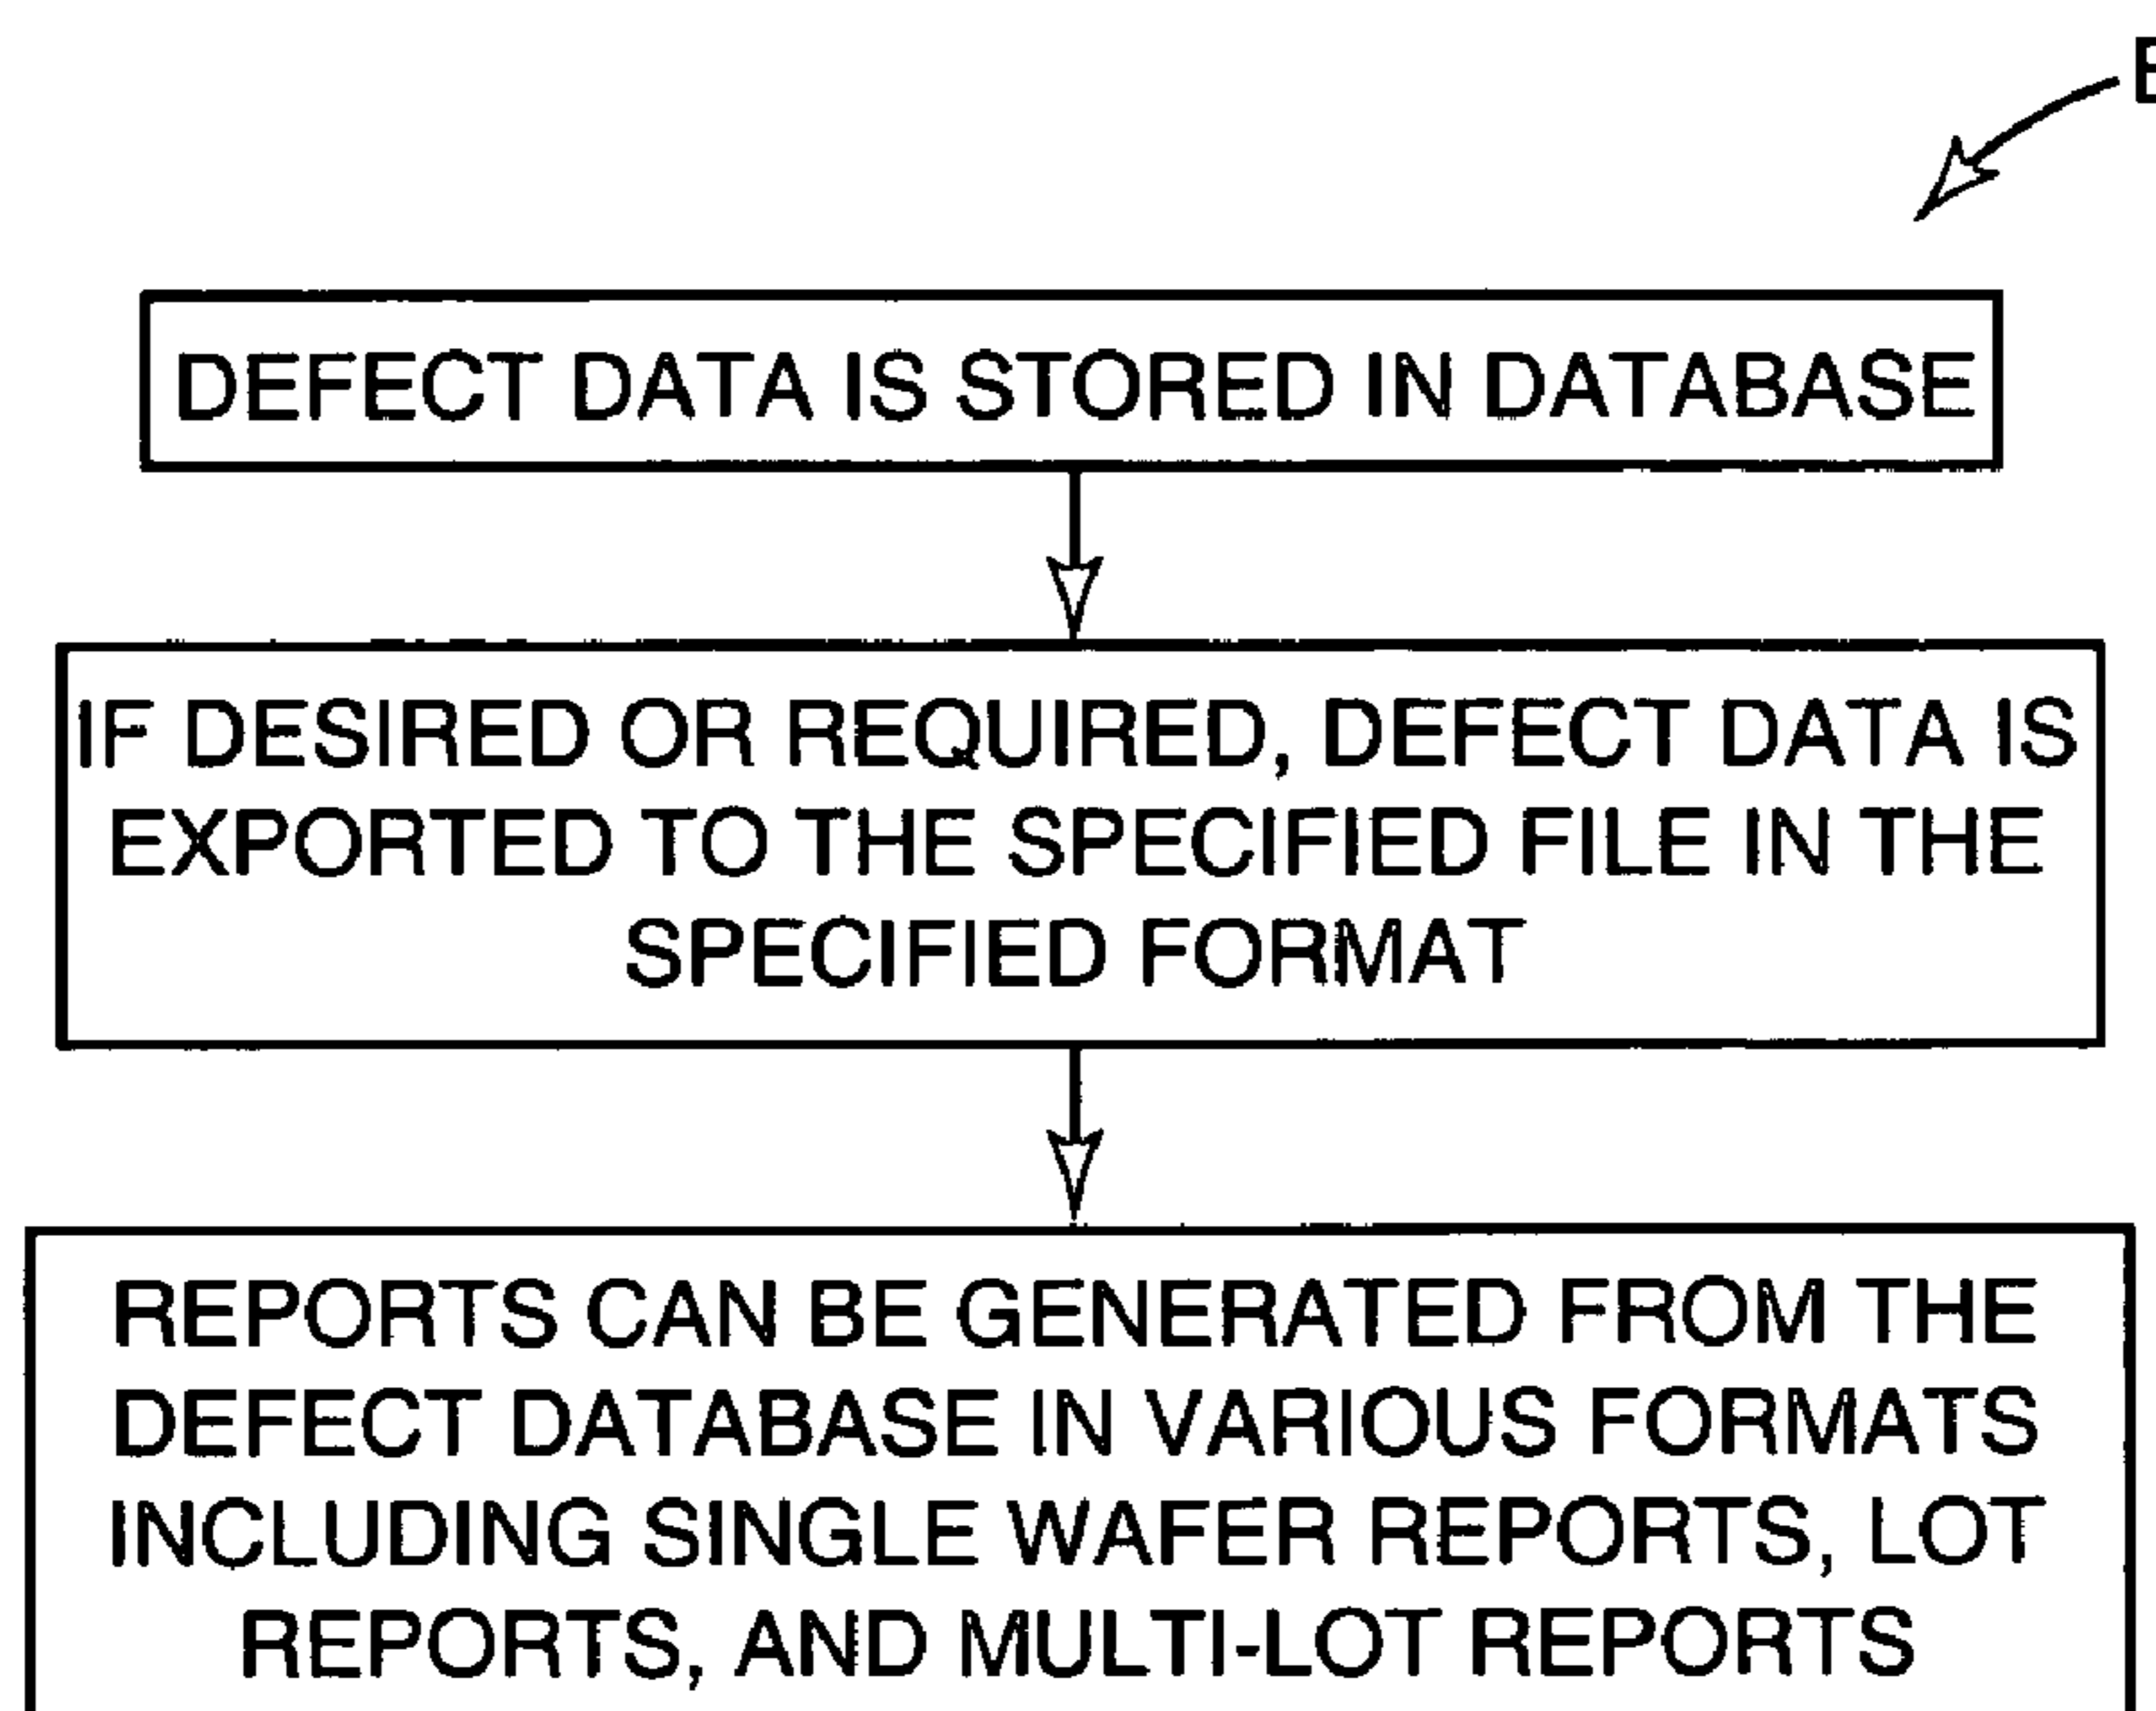 DEFECT DATA IS STORED IN DATABASE
IF DESIRED OR REQUIRED, DEFECT DATA IS
EXPORTED TO THE SPECIFIED FILE IN THE
SPECIFIED FORMAT
REPORTS CAN BE GENERATED FROM THE
DEFECT DATABASE IN VARIOUS FORMATS
INCLUDING SINGLE WAFER REPORTS, LOT
REPORTS, AND MULTI-LOT REPORTS